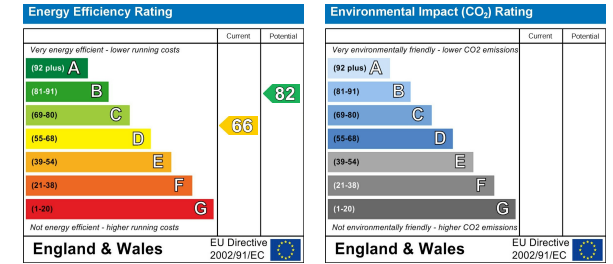 Energy Efficiency Rating
Current Potential
Very energy efficient - lower running costs
(92 plus) A
(81-91) B
82
(69-80) C
66
(55-68) D
(39-54) E
(21-38) F
(1-20) G
Not energy efficient - higher running costs
England & Wales
EU Directive
2002/91/EC
Environmental Impact (CO₂) Rating
Current Potential
Very environmentally friendly - lower CO2 emissions
(92 plus) A
(81-91) B
(69-80) C
(55-68) D
(39-54) E
(21-38) F
(1-20) G
Not environmentally friendly - higher CO2 emissions
England & Wales
EU Directive
2002/91/EC